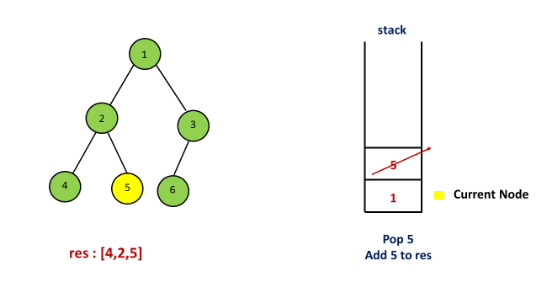 stack
1
2
3
4
5
6
5
1
Current Node
res : [4,2,5]
Pop 5
Add 5 to res